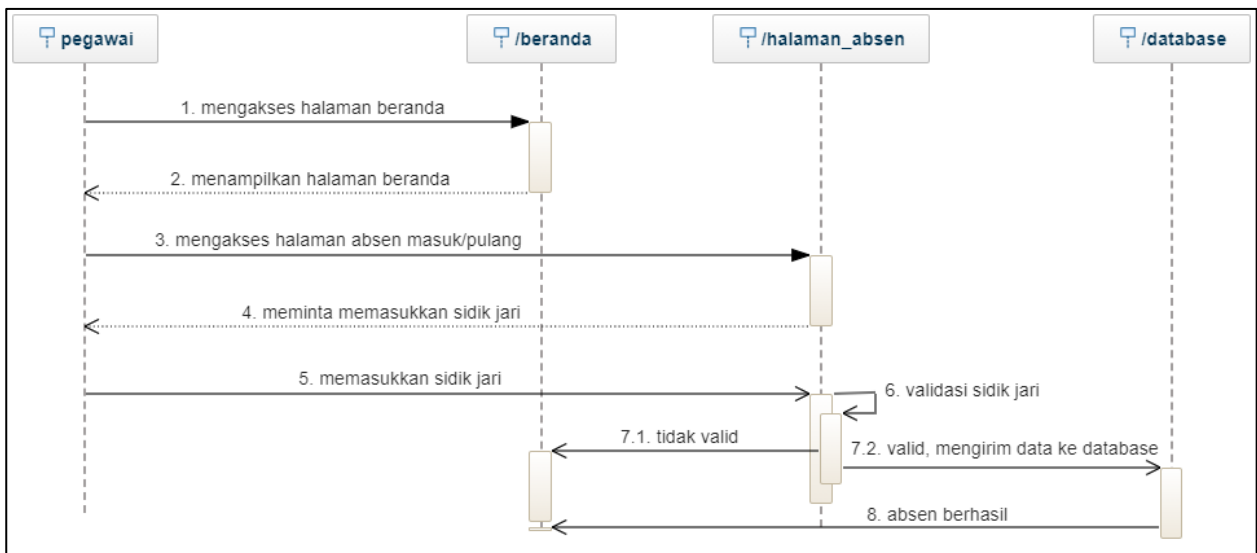 pegawai
/beranda
/halaman_absen
/database
1. mengakses halaman beranda
2. menampilkan halaman beranda
3. mengakses halaman absen masuk/pulang
4. meminta memasukkan sidik jari
5. memasukkan sidik jari
6. validasi sidik jari
7.1. tidak valid
7.2. valid, mengirim data ke database
8. absen berhasil